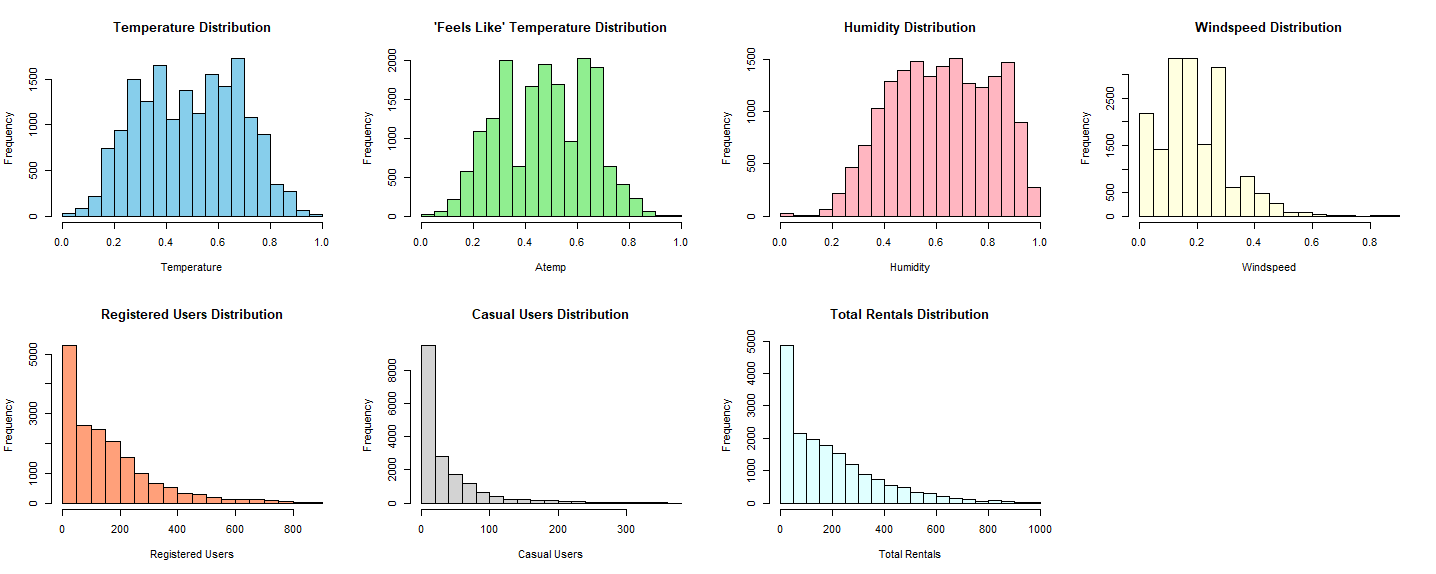 Temperature Distribution
Frequency
0 500 1000 1500
0.0 0.2 0.4 0.6 0.8 1.0
Temperature
'Feels Like' Temperature Distribution
Frequency
0 500 1000 1500 2000
0.0 0.2 0.4 0.6 0.8 1.0
Atemp
Humidity Distribution
Frequency
0 500 1000 1500
0.0 0.2 0.4 0.6 0.8 1.0
Humidity
Windspeed Distribution
Frequency
0 500 1500 2500
0.0 0.2 0.4 0.6 0.8
Windspeed
Registered Users Distribution
Frequency
0 1000 3000 5000
0 200 400 600 800
Registered Users
Casual Users Distribution
Frequency
0 2000 4000 6000 8000
0 100 200 300
Casual Users
Total Rentals Distribution
Frequency
0 1000 2000 3000 4000 5000
0 200 400 600 800 1000
Total Rentals